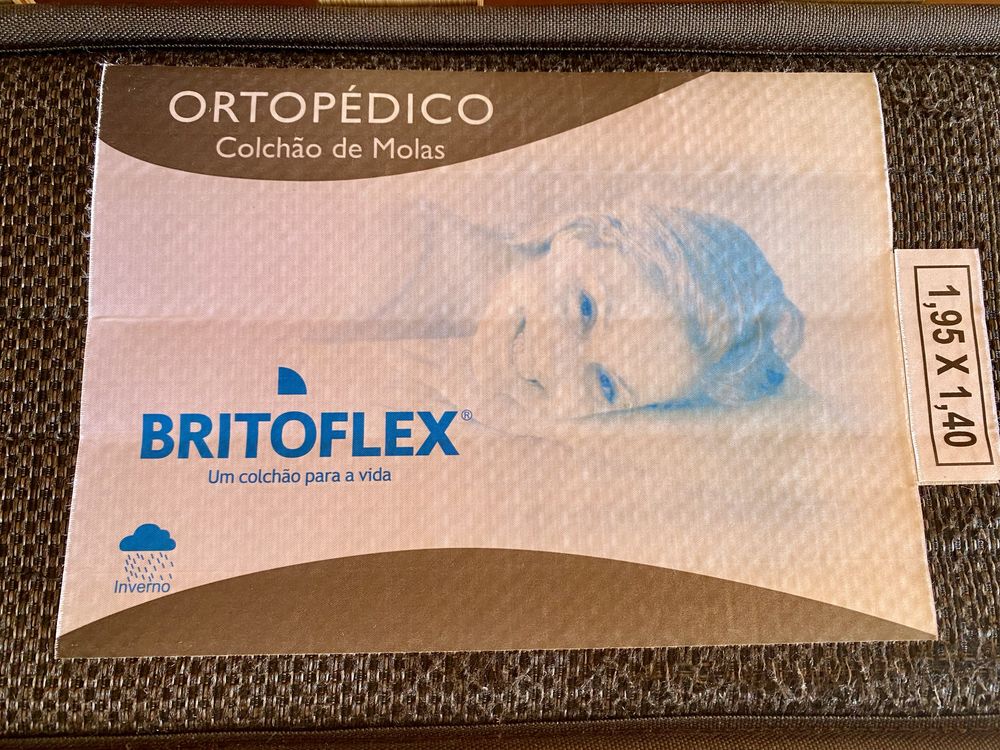 ORTOPÉDICO
Colchão de Molas
BRITOFLEX®
Um colchão para a vida
Inverno
1,95 X 1,40